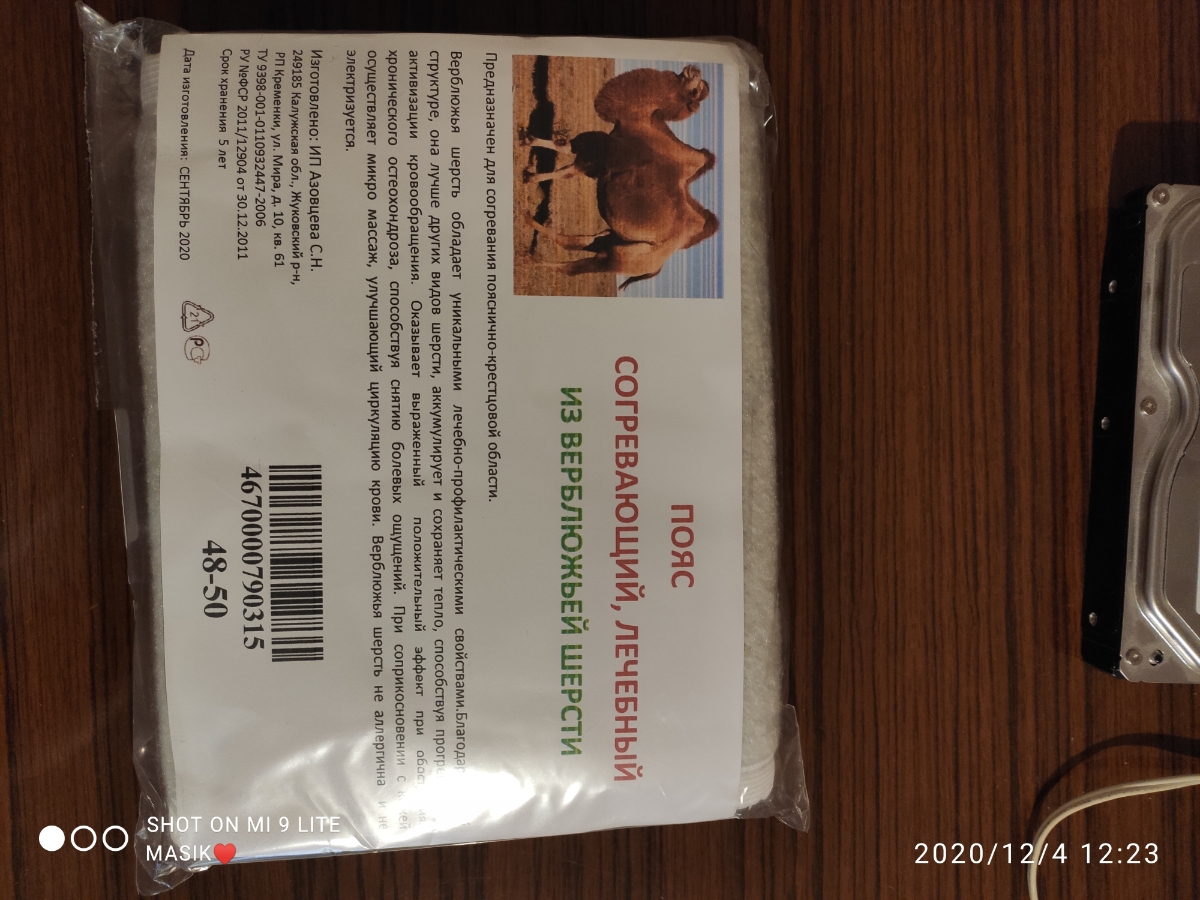 ПОЯС
СОГРЕВАЮЩИЙ, ЛЕЧЕБНЫЙ
ИЗ ВЕРБЛЮЖЬЕЙ ШЕРСТИ
Предназначен для согревания пояснично-крестцовой области.
Верблюжья шерсть обладает уникальными лечебно-профилактическими свойствами.
структуре, она лучше других видов шерсти, аккумулирует и сохраняет тепло, способствуя
активизации кровообращения. Оказывает выраженный положительный эффект при
хронического остеохондроза, способствуя снятию болевых ощущений. При соприкосновении с
осуществляет микро массаж, улучшающий циркуляцию крови. Верблюжья шерсть не аллергична и не
электризуется.
Изготовлено: ИП Азовцева С.Н.
249185 Калужская обл., Жуковский р-н,
РП Кременки, ул. Мира, д. 10, кв. 61
ТУ 9398-001-0110932447-2006
РУ №ФСР 2011/12904 от 30.12.2011
Срок хранения 5 лет
Дата изготовления: СЕНТЯБРЬ 2020
21
РС
4670000790315
48-50
SHOT ON MI 9 LITE
MASIK❤️
2020/12/4 12:23